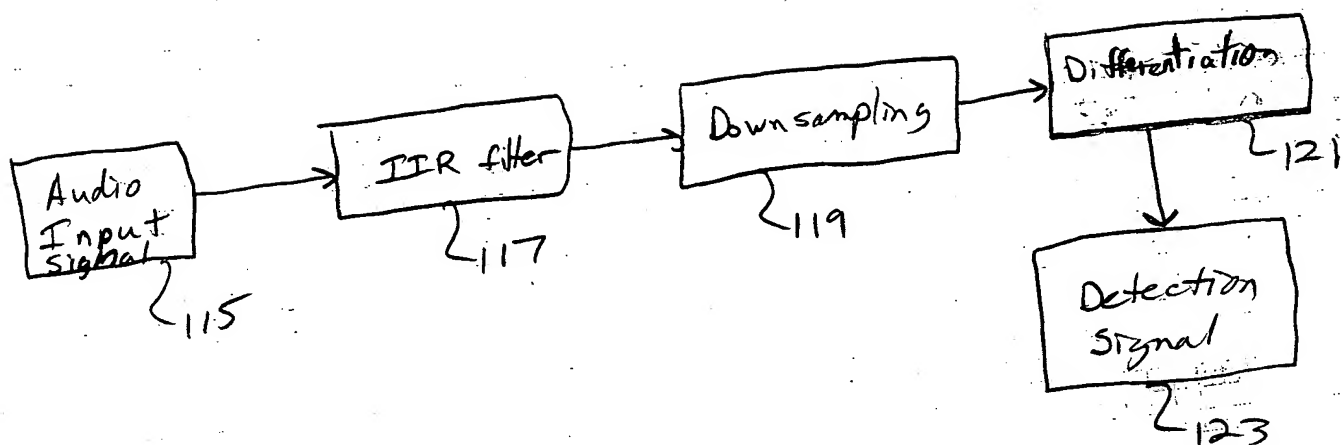 Audio
Input
Signal
115
IIR filter
117
Downsampling
119
Differentiation
121
Detection
Signal
123